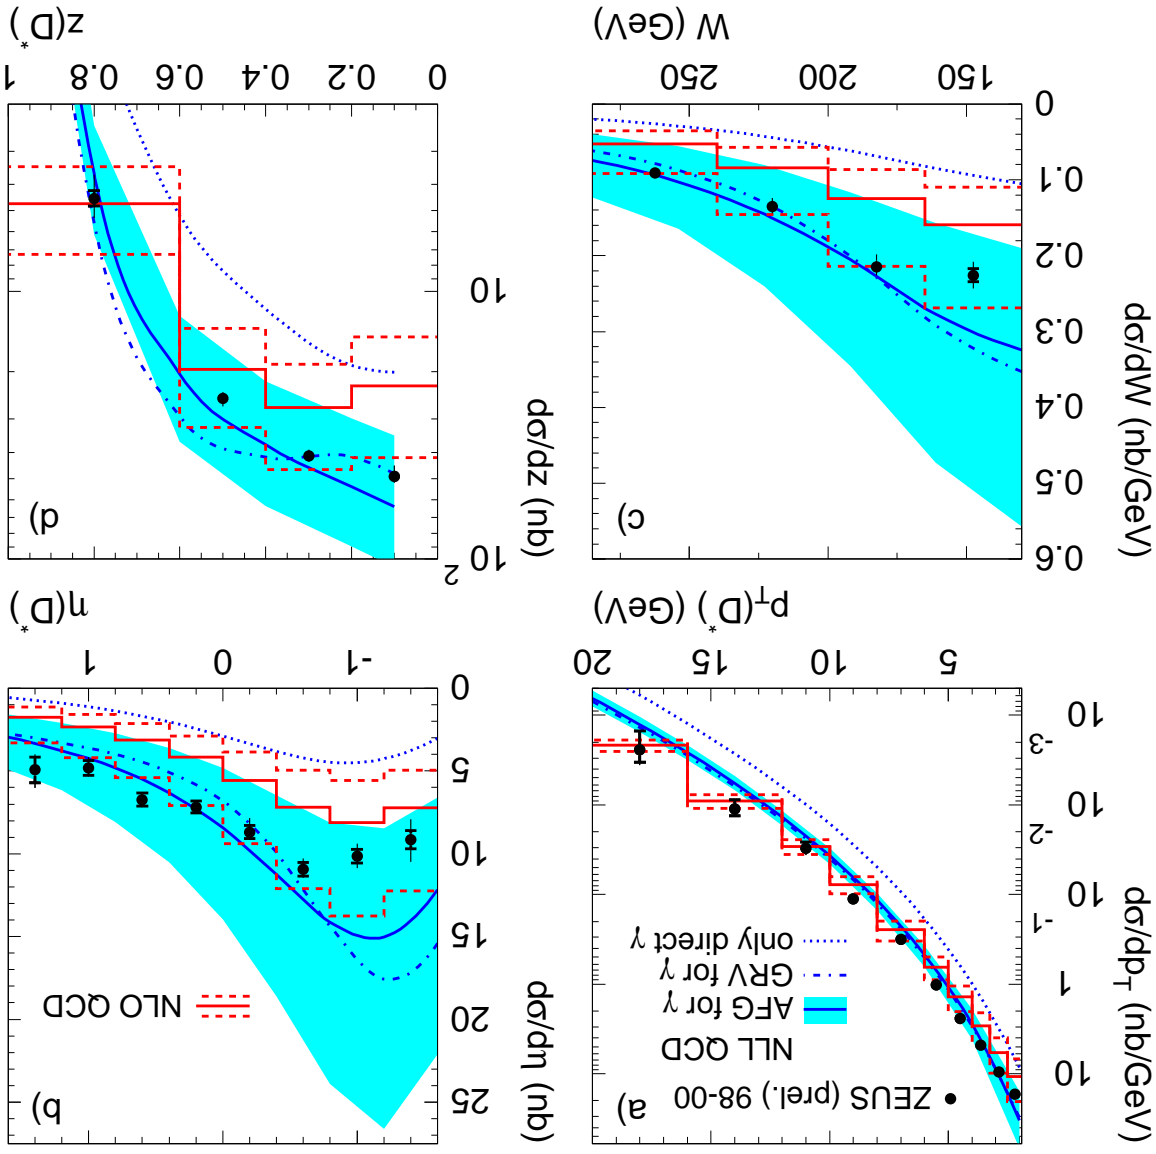 dσ/dp_T (nb/GeV)
a)
ZEUS (prel.) 98-00
NLL QCD
AFG for γ
GRV for γ
only direct γ
10
1
10^-1
10^-2
10^-3
5 10 15 20
p_T(D*) (GeV)
dσ/dη (nb)
b)
NLO QCD
25
20
15
10
5
0
-1 0 1
η(D*)
dσ/dW (nb/GeV)
c)
0.6
0.5
0.4
0.3
0.2
0.1
0
150 200 250
W (GeV)
dσ/dz (nb)
d)
10^2
10
0 0.2 0.4 0.6 0.8 1
z(D*)